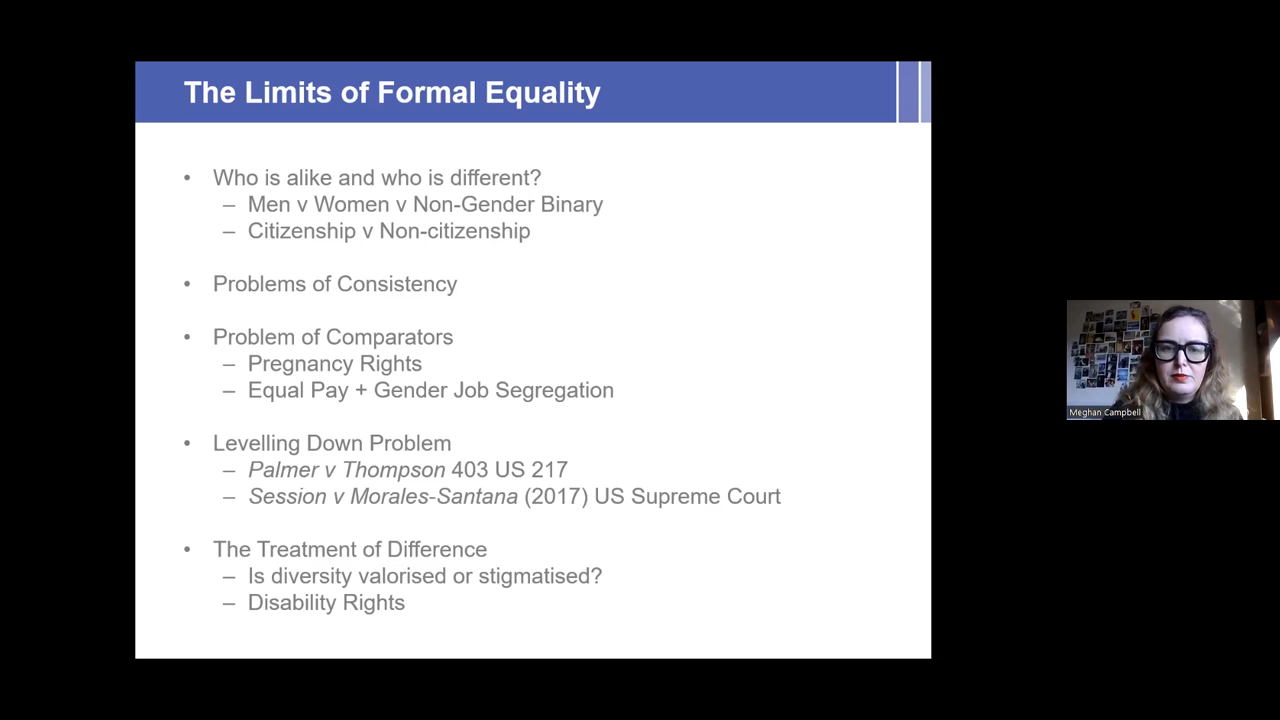 The Limits of Formal Equality
• Who is alike and who is different?
– Men v Women v Non-Gender Binary
– Citizenship v Non-citizenship
• Problems of Consistency
• Problem of Comparators
– Pregnancy Rights
– Equal Pay + Gender Job Segregation
• Levelling Down Problem
– Palmer v Thompson 403 US 217
– Session v Morales-Santana (2017) US Supreme Court
• The Treatment of Difference
– Is diversity valorised or stigmatised?
– Disability Rights
Meghan Campbell